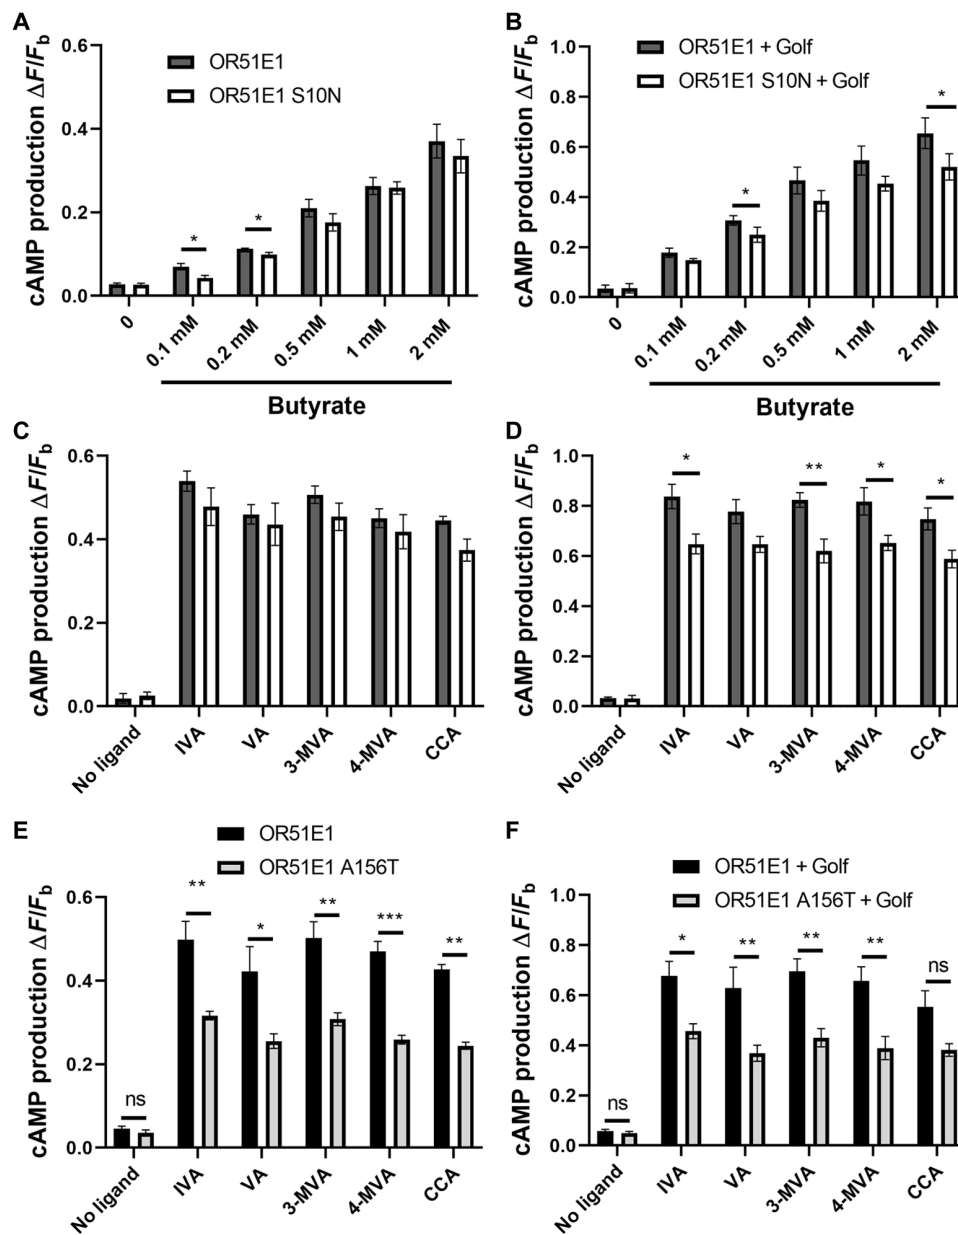 A
cAMP production ΔF/Fb
0.6
0.4
0.2
0.0
OR51E1
OR51E1 S10N
*
*
0
0.1 mM
0.2 mM
0.5 mM
1 mM
2 mM
Butyrate
B
cAMP production ΔF/Fb
1.0
0.8
0.6
0.4
0.2
0.0
OR51E1 + Golf
OR51E1 S10N + Golf
*
*
0
0.1 mM
0.2 mM
0.5 mM
1 mM
2 mM
Butyrate
C
cAMP production ΔF/Fb
0.6
0.4
0.2
0.0
No ligand
IVA
VA
3-MVA
4-MVA
CCA
D
cAMP production ΔF/Fb
1.0
0.8
0.6
0.4
0.2
0.0
*
**
*
*
No ligand
IVA
VA
3-MVA
4-MVA
CCA
E
cAMP production ΔF/Fb
0.6
0.4
0.2
0.0
OR51E1
OR51E1 A156T
ns
**
*
**
***
**
No ligand
IVA
VA
3-MVA
4-MVA
CCA
F
cAMP production ΔF/Fb
1.0
0.8
0.6
0.4
0.2
0.0
OR51E1 + Golf
OR51E1 A156T + Golf
ns
*
**
**
**
ns
No ligand
IVA
VA
3-MVA
4-MVA
CCA